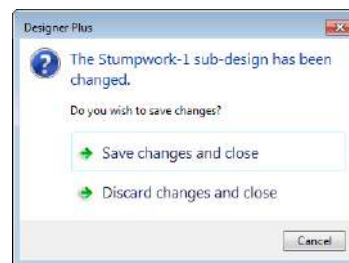 Designer Plus
The Stumpwork-1 sub-design has been
changed.
Do you wish to save changes?
Save changes and close
Discard changes and close
Cancel